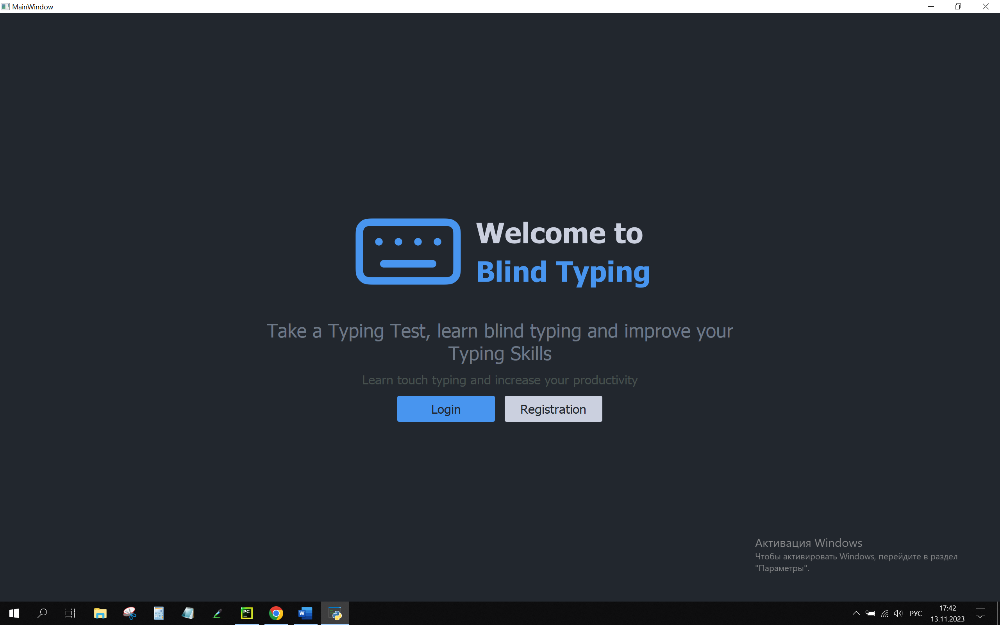 MainWindow
Welcome to
Blind Typing
Take a Typing Test, learn blind typing and improve your
Typing Skills
Learn touch typing and increase your productivity
Login
Registration
Активация Windows
Чтобы активировать Windows, перейдите в раздел
"Параметры".
PC
W
РУС
17:42
13.11.2023